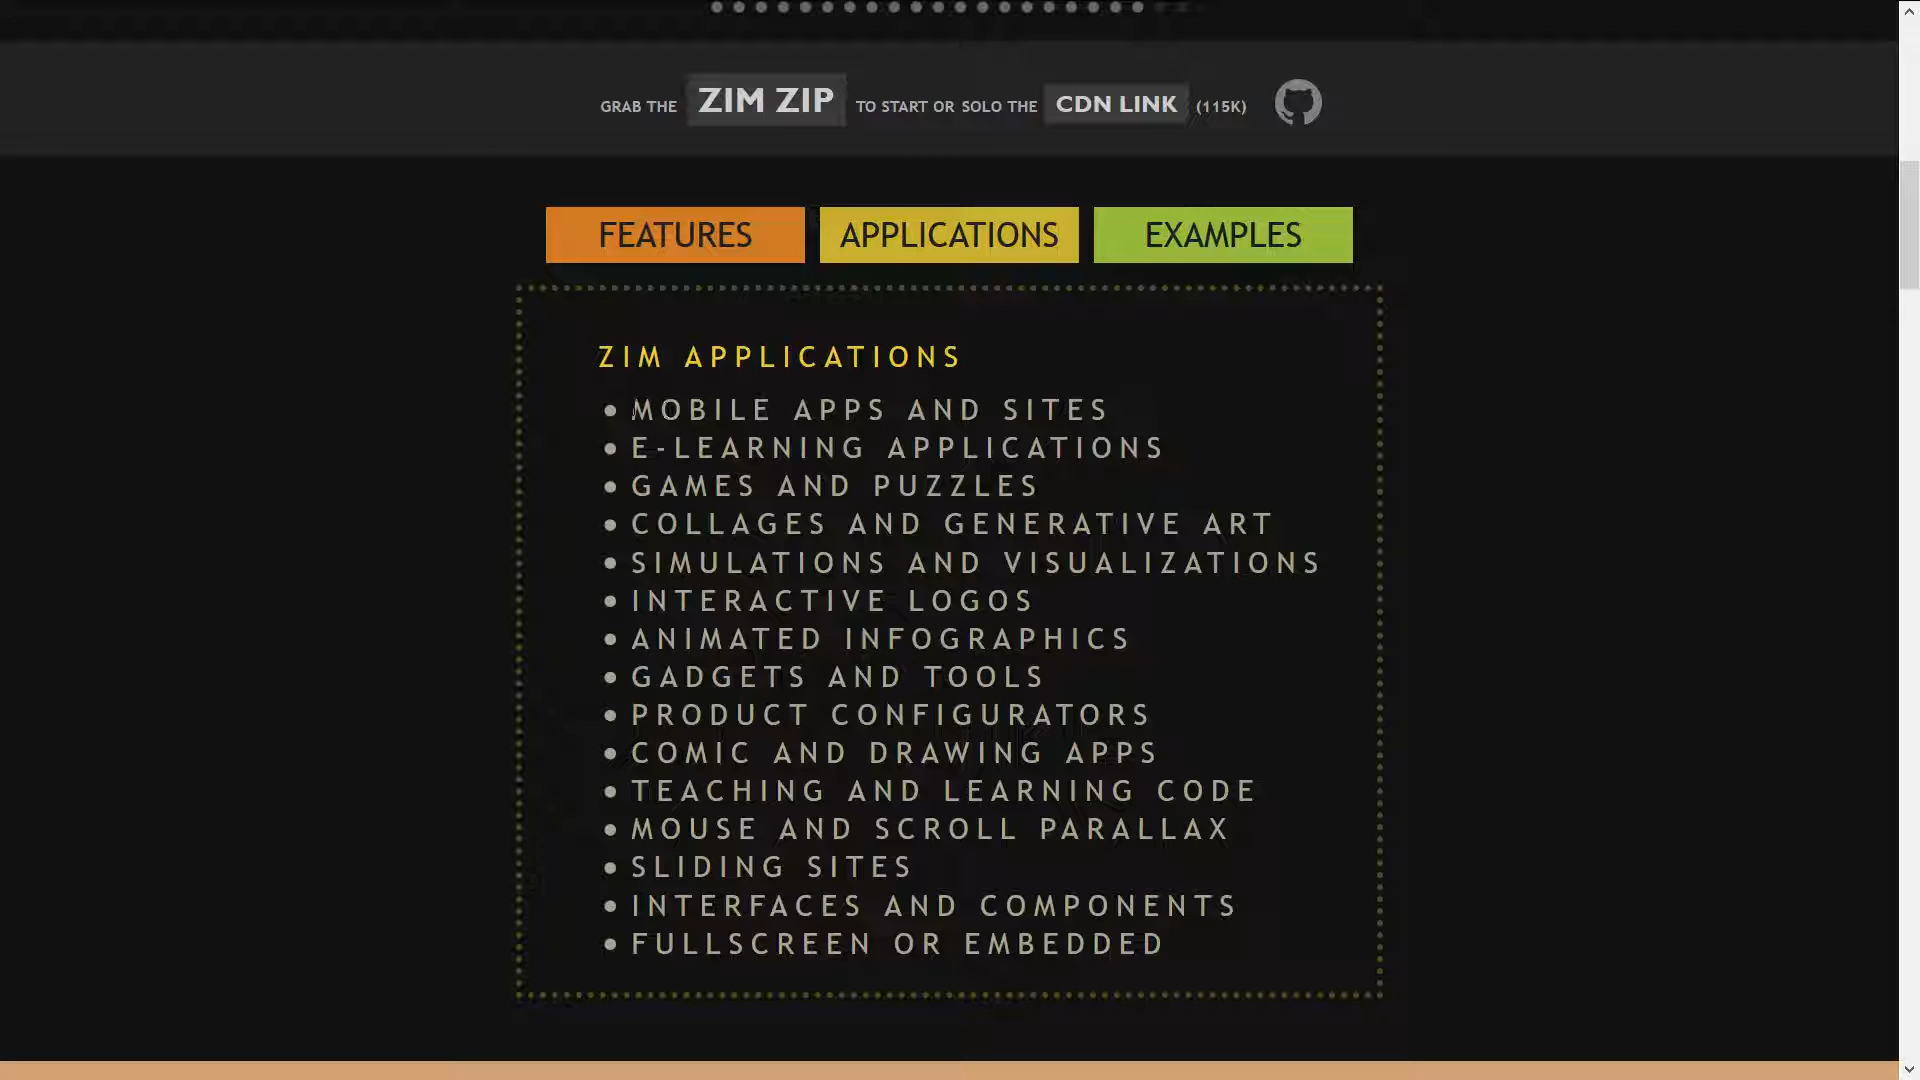 GRAB THE ZIM ZIP TO START OR SOLO THE CDN LINK (115K)
FEATURES APPLICATIONS EXAMPLES
ZIM APPLICATIONS
• MOBILE APPS AND SITES
• E-LEARNING APPLICATIONS
• GAMES AND PUZZLES
• COLLAGES AND GENERATIVE ART
• SIMULATIONS AND VISUALIZATIONS
• INTERACTIVE LOGOS
• ANIMATED INFOGRAPHICS
• GADGETS AND TOOLS
• PRODUCT CONFIGURATORS
• COMIC AND DRAWING APPS
• TEACHING AND LEARNING CODE
• MOUSE AND SCROLL PARALLAX
• SLIDING SITES
• INTERFACES AND COMPONENTS
• FULLSCREEN OR EMBEDDED